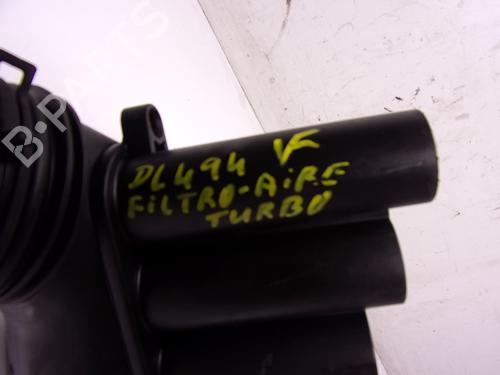 B-PARTS
DL494 VF
FiLTRO-AiRE
TURBO